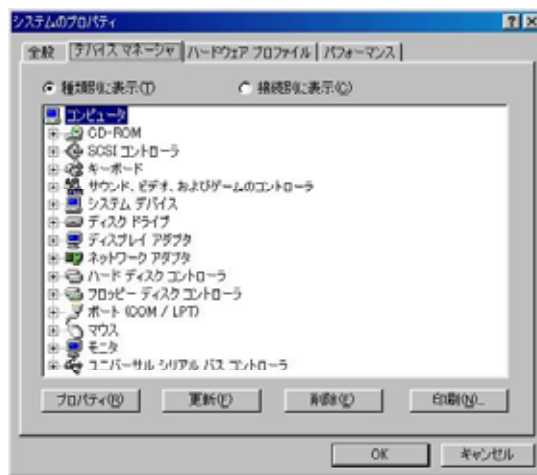 システムのプロパティ
全般 デバイス マネージャ ハードウェア プロファイル パフォーマンス
種類別に表示(T) 接続別に表示(C)
コンピュータ
CD-ROM
SCSI コントローラ
キーボード
サウンド、ビデオ、およびゲームのコントローラ
システム デバイス
ディスク ドライブ
ディスプレイ アダプタ
ネットワーク アダプタ
ハード ディスク コントローラ
フロッピー ディスク コントローラ
ポート (COM / LPT)
マウス
モニタ
ユニバーサル シリアル バス コントローラ
プロパティ(R) 更新(F) 削除(E) 印刷(N)...
OK キャンセル